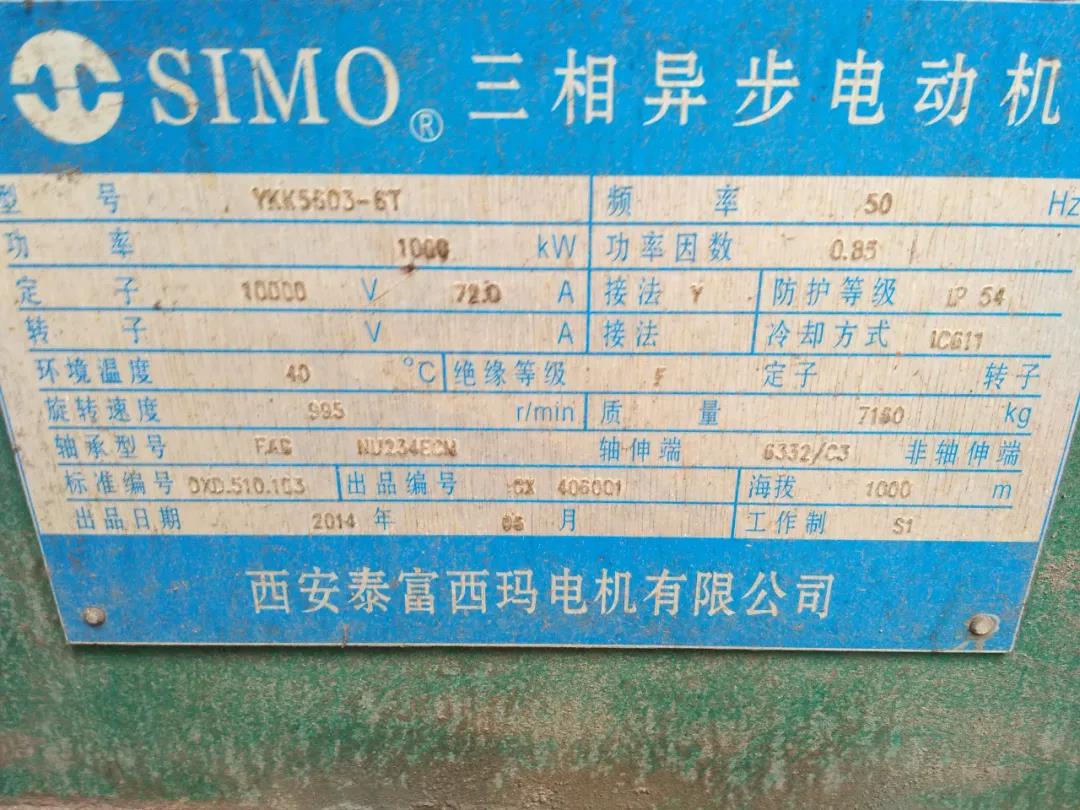 SIMO® 三相异步电动机
型 号 YKK5603-6T 频 率 50 Hz
功 率 1000 kW 功率因数 0.85
定 子 10000 V 72.0 A 接法 Y 防护等级 IP 54
转 子 V A 接法 冷却方式 IC611
环境温度 40 °C 绝缘等级 F 定子 转子
旋转速度 995 r/min 质 量 7160 kg
轴承型号 FAG NU234ECM 轴伸端 6332/C3 非轴伸端
标准编号 DXD.510.103 出品编号 CX 406001 海拔 1000 m
出品日期 2014 年 06 月 工作制 S1
西安泰富西玛电机有限公司